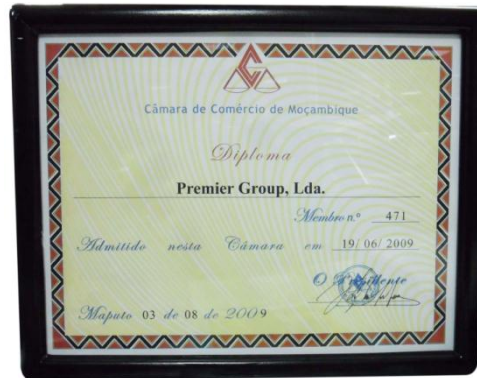 Câmara de Comércio de Moçambique
Diploma
Premier Group, Lda.
Membro n.º 471
Admitido nesta Câmara em 19/ 06/ 2009
O Presidente
Maputo 03 de 08 de 2009